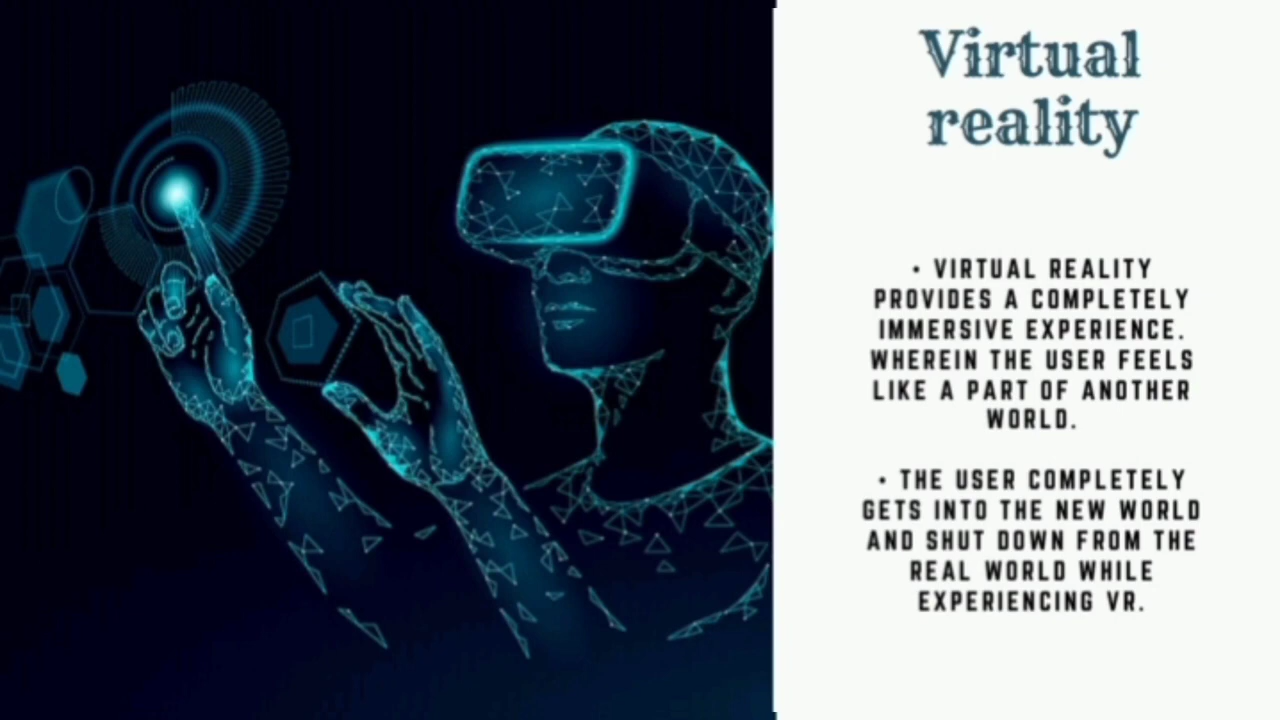 Virtual
reality
• VIRTUAL REALITY
PROVIDES A COMPLETELY
IMMERSIVE EXPERIENCE.
WHEREIN THE USER FEELS
LIKE A PART OF ANOTHER
WORLD.
• THE USER COMPLETELY
GETS INTO THE NEW WORLD
AND SHUT DOWN FROM THE
REAL WORLD WHILE
EXPERIENCING VR.